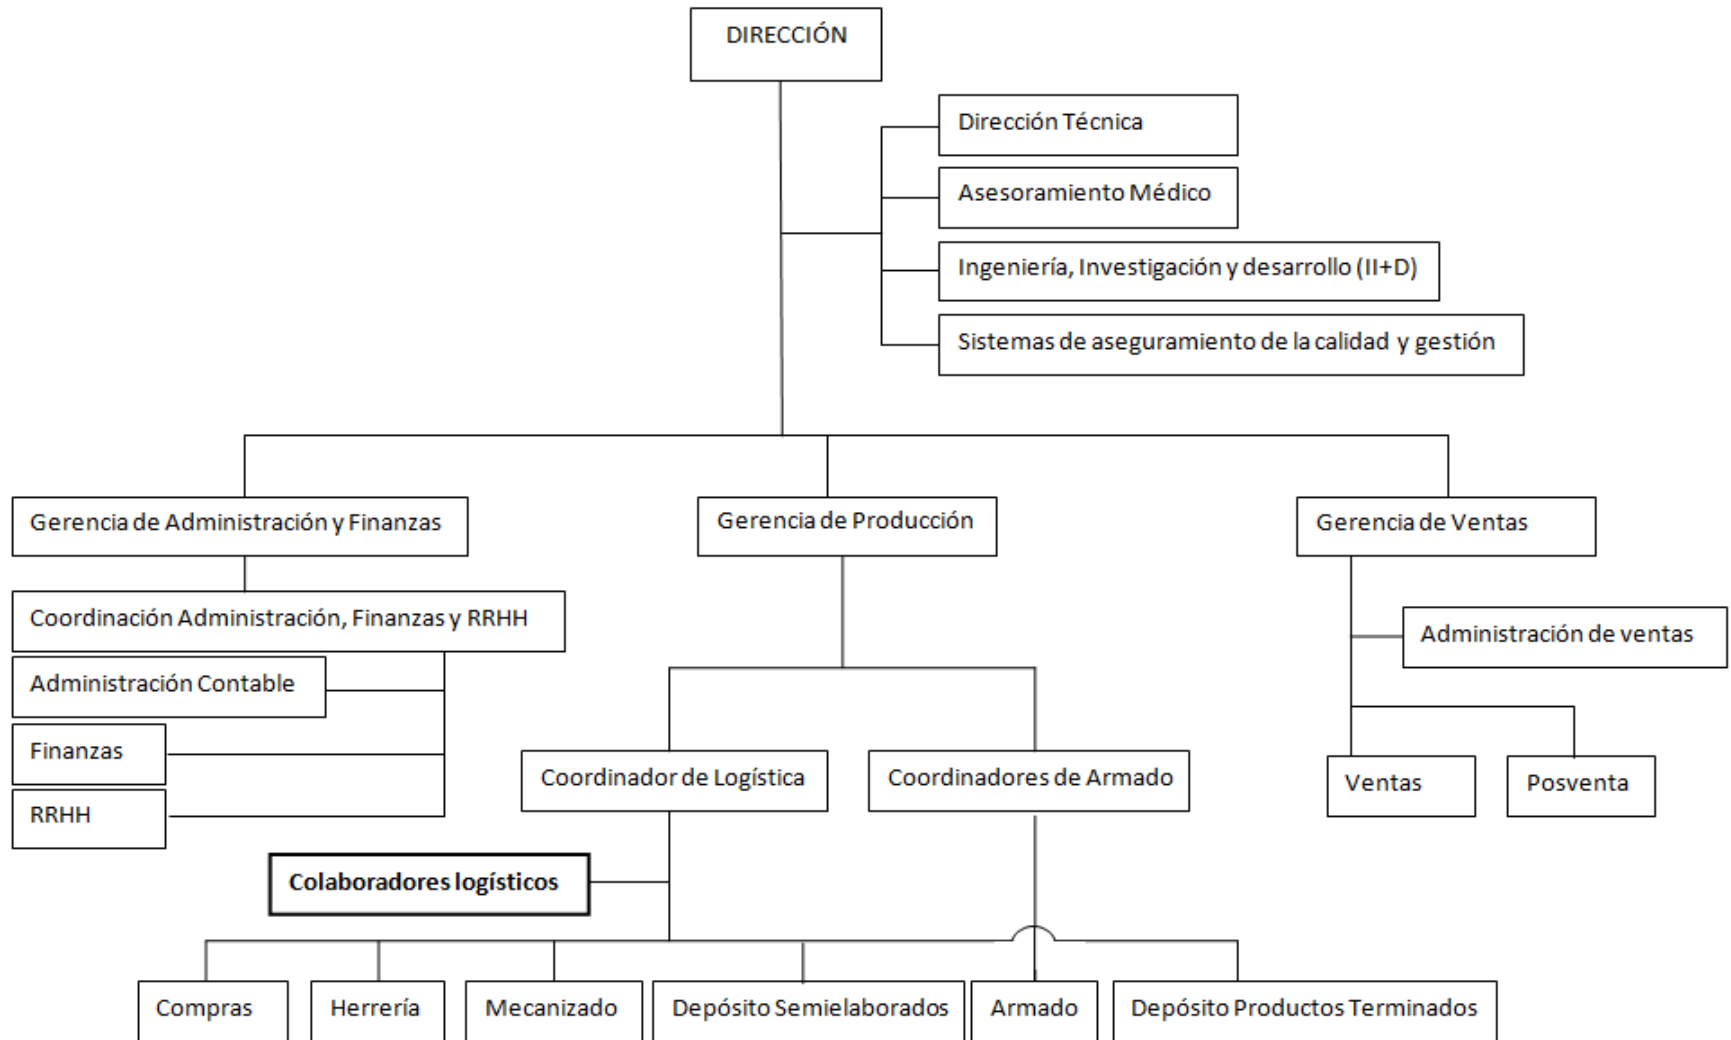 DIRECCIÓN
Dirección Técnica
Asesoramiento Médico
Ingeniería, Investigación y desarrollo (II+D)
Sistemas de aseguramiento de la calidad y gestión
Gerencia de Administración y Finanzas
Gerencia de Producción
Gerencia de Ventas
Coordinación Administración, Finanzas y RRHH
Administración de ventas
Administración Contable
Finanzas
Coordinador de Logística
Coordinadores de Armado
Ventas
Posventa
RRHH
Colaboradores logísticos
Compras
Herrería
Mecanizado
Depósito Semielaborados
Armado
Depósito Productos Terminados